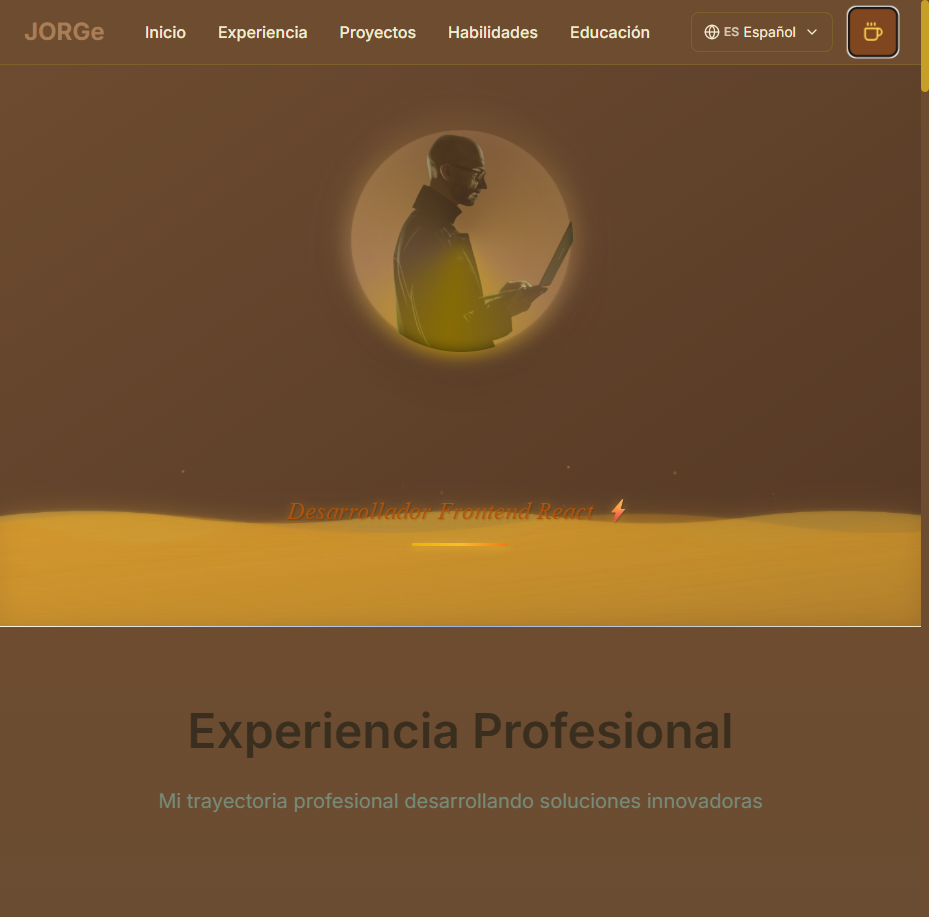 JORGe
Inicio Experiencia Proyectos Habilidades Educación ES Español
Desarrollador Frontend React
Experiencia Profesional
Mi trayectoria profesional desarrollando soluciones innovadoras